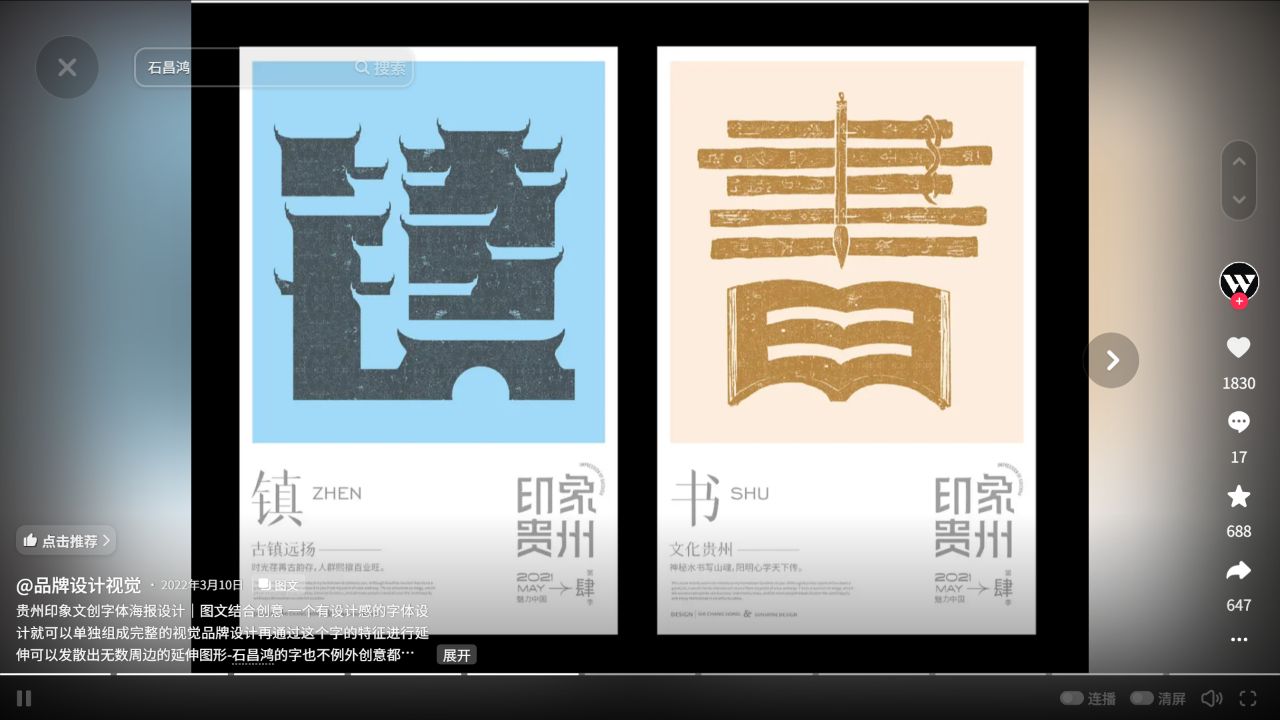 石昌鸿
搜索
镇 ZHEN
古镇远扬
时光荏苒古韵存,人群熙攘百业旺。
印象
贵州
2021
MAY
魅力中国
第肆季
书 SHU
文化贵州
神秘水书写山魂,阳明心学天下传。
DESIGN | SHI CHANG HONG & SUNSHINE DESIGN
印象
贵州
2021
MAY
魅力中国
第肆季
点击推荐
@品牌设计视觉 · 2022年3月10日 图文
贵州印象文创字体海报设计｜图文结合创意 一个有设计感的字体设
计就可以单独组成完整的视觉品牌设计再通过这个字的特征进行延
伸可以发散出无数周边的延伸图形-石昌鸿的字也不例外创意都…
展开
1830
17
688
647
连播
清屏